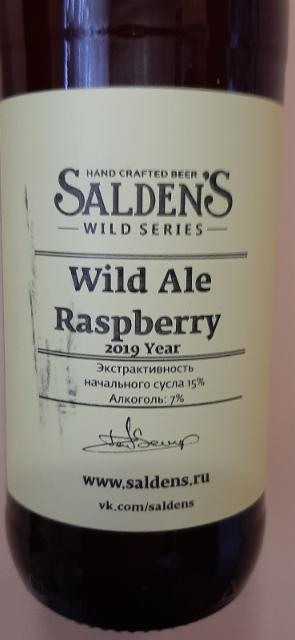 HAND CRAFTED BEER
SALDEN'S
WILD SERIES
Wild Ale
Raspberry
2019 Year
Экстрактивность
начального сусла 15%
Алкоголь: 7%
www.saldens.ru
vk.com/saldens